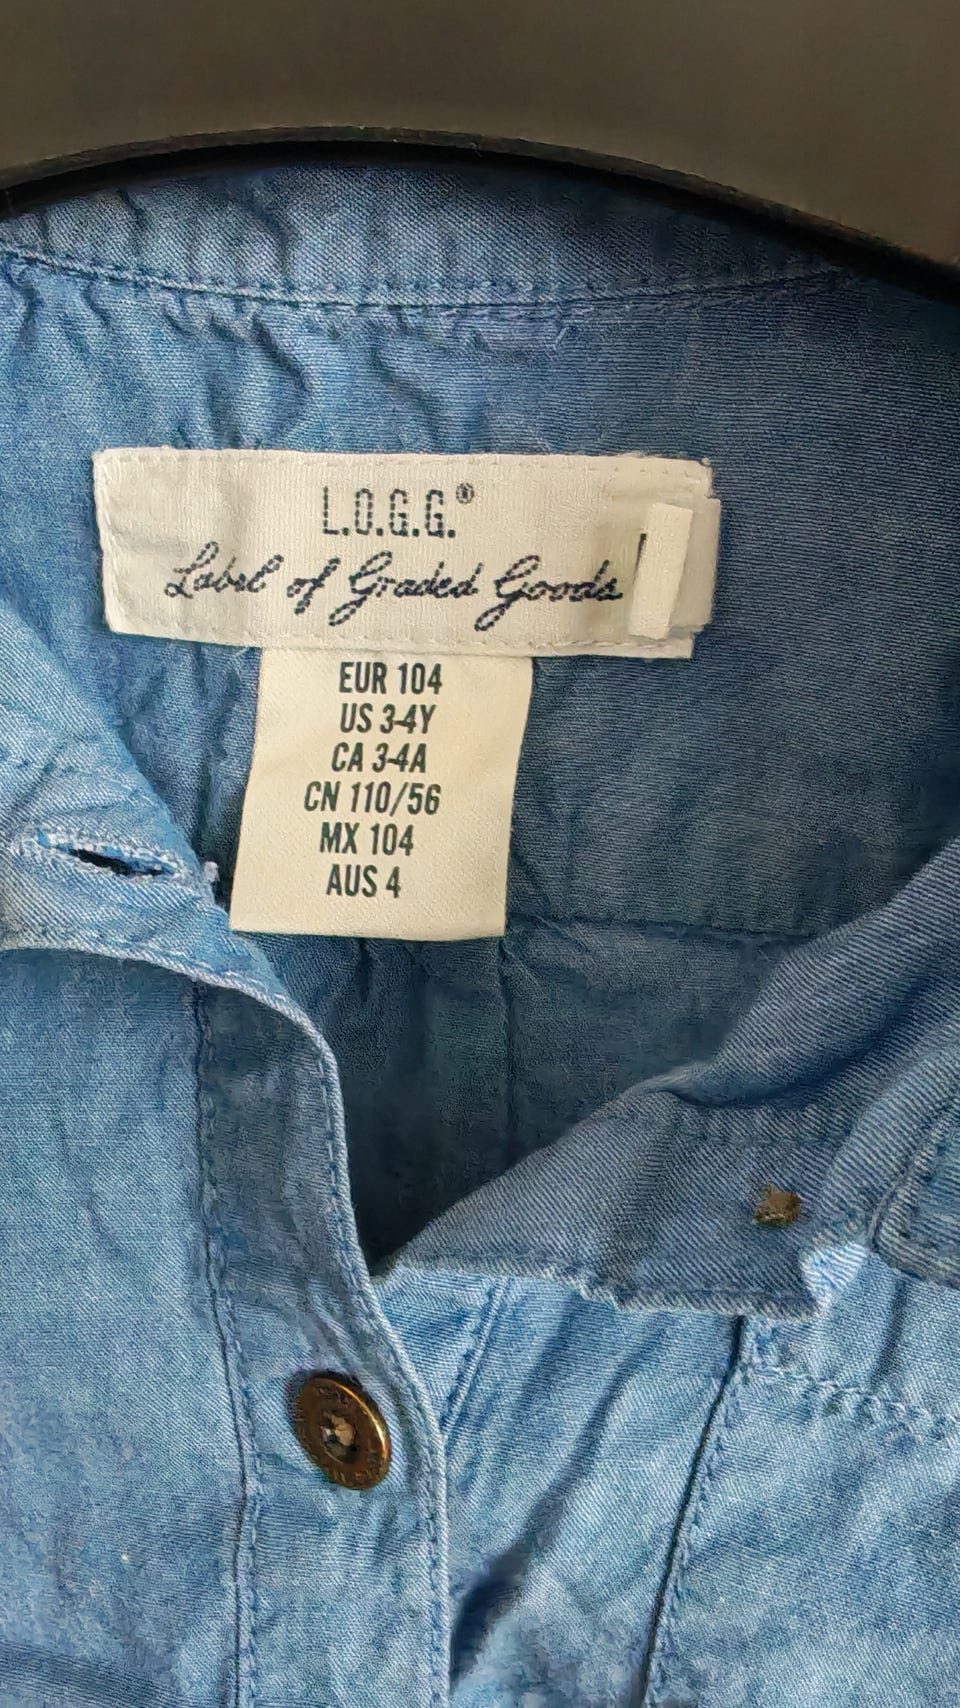 L.O.G.G.®
Label of Graded Goods
EUR 104
US 3-4Y
CA 3-4A
CN 110/56
MX 104
AUS 4